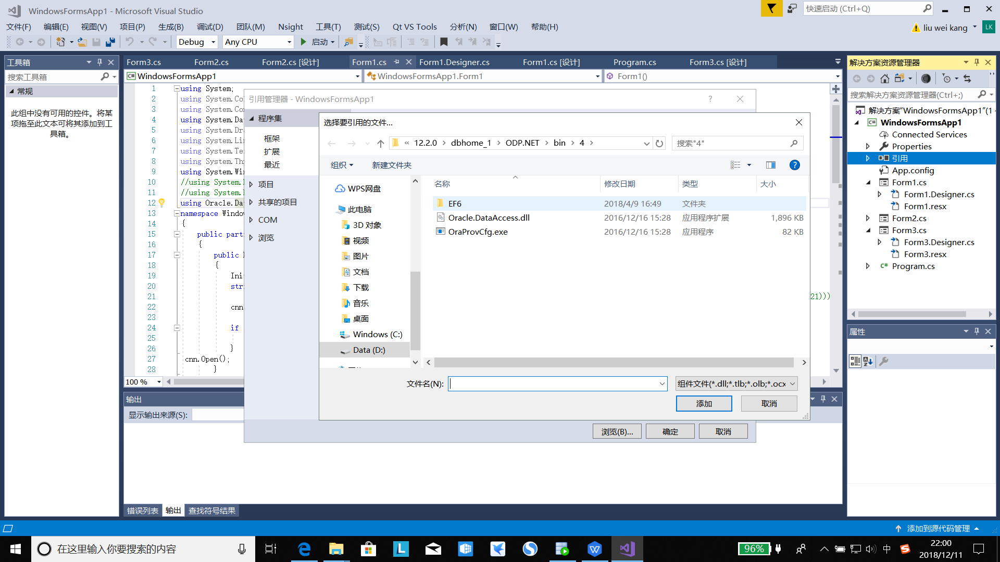 WindowsFormsApp1 - Microsoft Visual Studio
快速启动 (Ctrl+Q)
文件(F) 编辑(E) 视图(V) 项目(P) 生成(B) 调试(D) 团队(M) Nsight 工具(T) 测试(S) Qt VS Tools 分析(N) 窗口(W) 帮助(H)
liu wei kang LK
Debug Any CPU 启动
工具箱
搜索工具箱
常规
此组中没有可用的控件。将某
项拖至此文本可将其添加到工
具箱。
Form3.cs Form2.cs Form2.cs [设计] Form1.cs Form1.Designer.cs Form1.cs [设计] Program.cs Form3.cs [设计]
WindowsFormsApp1 WindowsFormsApp1.Form1 Form1()
1 using System;
2 using System.Co
3 using System.Co
4 using System.Da
5 using System.Dr
6 using System.Li
7 using System.Te
8 using System.Th
9 using System.Wi
10 //using System.
11 //using System.
12 using Oracle.Da
13 namespace Windo
14 {
15 public part
16 {
17 public
18 {
19 Ini
20 str
21 21)))
22 cnn
23
24 if
25
26 }
27 cnn.Open();
28 }
100 %
引用管理器 - WindowsFormsApp1 ?
程序集
框架
扩展
最近
项目
共享的项目
COM
浏览
浏览(B)... 确定 取消
选择要引用的文件...
« 12.2.0 dbhome_1 ODP.NET bin 4
搜索"4"
组织 新建文件夹
WPS网盘
此电脑
3D 对象
视频
图片
文档
下载
音乐
桌面
Windows (C:)
Data (D:)
名称 修改日期 类型 大小
EF6 2018/4/9 16:49 文件夹
Oracle.DataAccess.dll 2016/12/16 15:28 应用程序扩展 1,896 KB
OraProvCfg.exe 2016/12/16 15:28 应用程序 82 KB
文件名(N): 组件文件(*.dll;*.tlb;*.olb;*.ocx
添加 取消
输出
显示输出来源(S):
错误列表 输出 查找符号结果
解决方案资源管理器
搜索解决方案资源管理器(Ctrl+;)
解决方案"WindowsFormsApp1"(1
WindowsFormsApp1
Connected Services
Properties
引用
App.config
Form1.cs
Form1.Designer.cs
Form1.resx
Form2.cs
Form3.cs
Form3.Designer.cs
Form3.resx
Program.cs
属性
添加到源代码管理
在这里输入你要搜索的内容
96%
中
22:00
2018/12/11